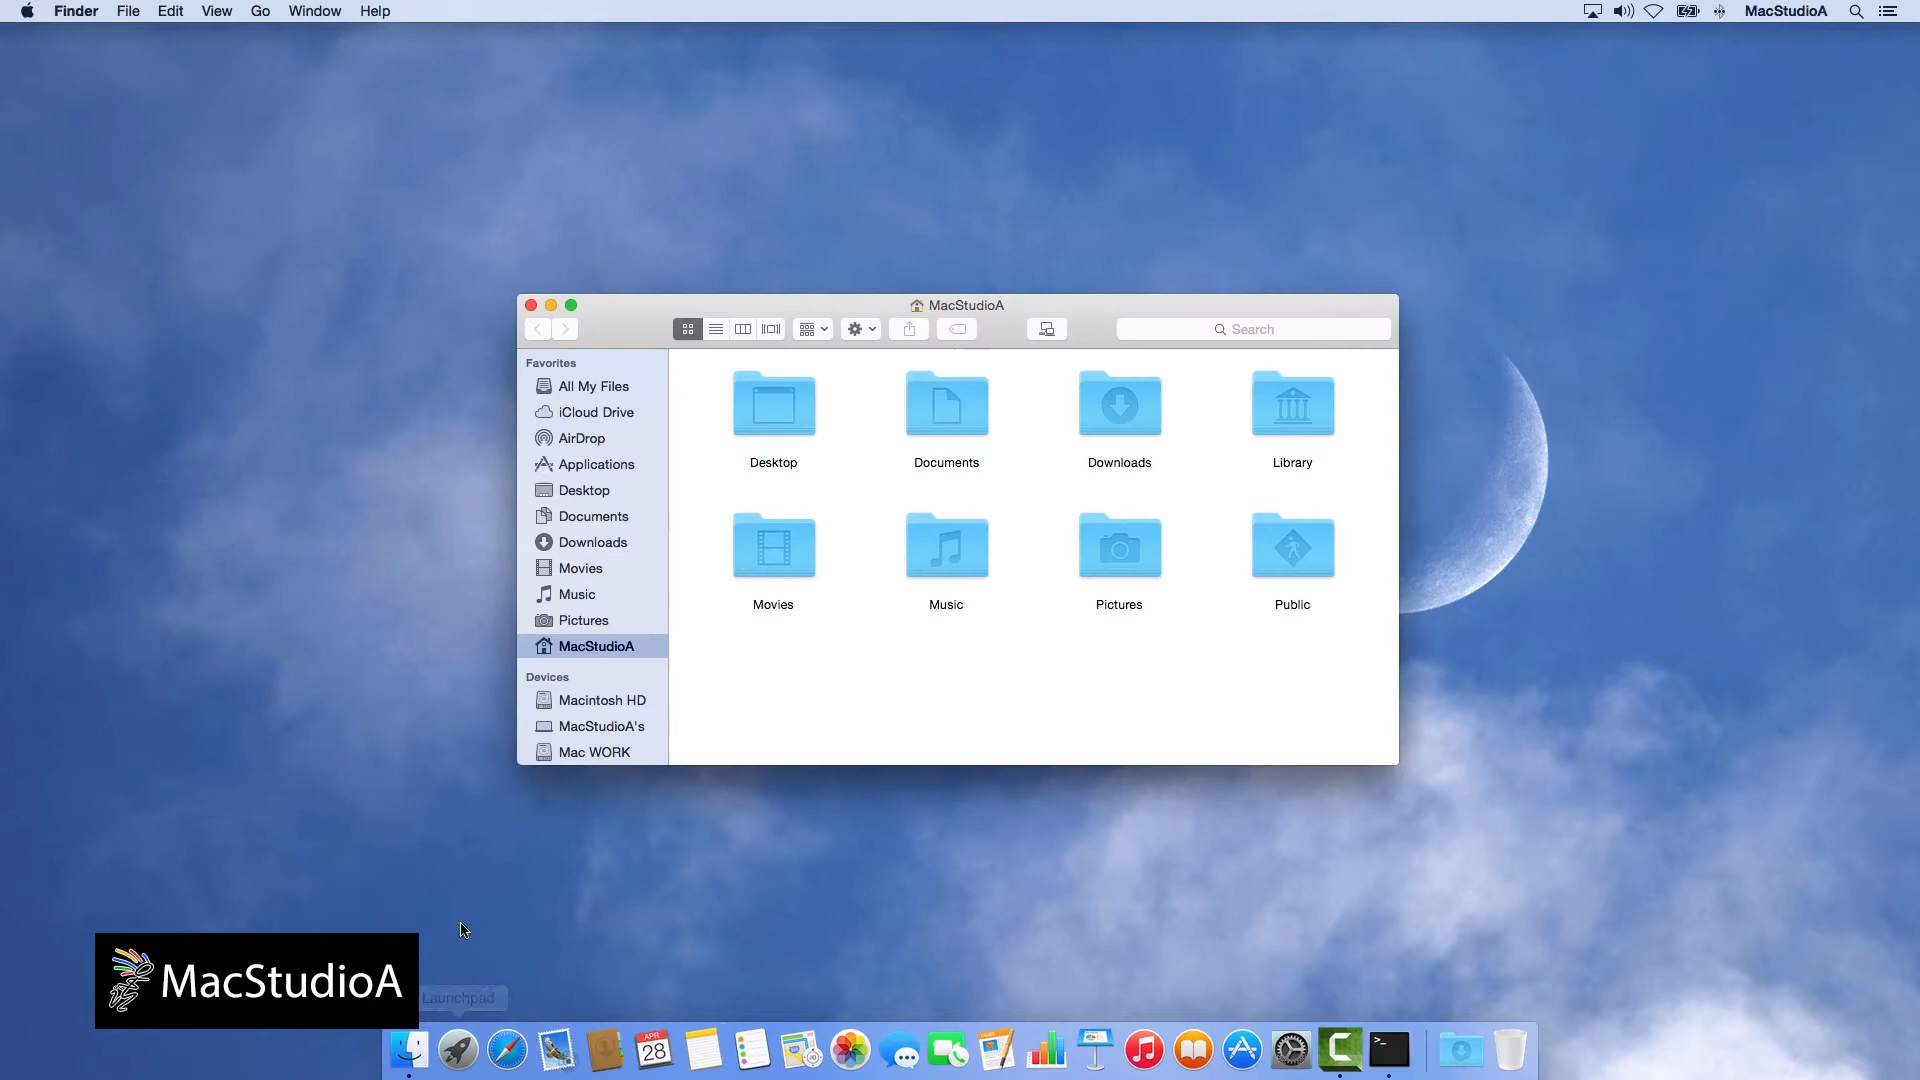 Finder File Edit View Go Window Help MacStudioA
MacStudioA
Search
Favorites
All My Files
iCloud Drive
AirDrop
Applications
Desktop
Documents
Downloads
Movies
Music
Pictures
MacStudioA
Devices
Macintosh HD
MacStudioA's
Mac WORK
Desktop Documents Downloads Library
Movies Music Pictures Public
MacStudioA
Launchpad
APR
28